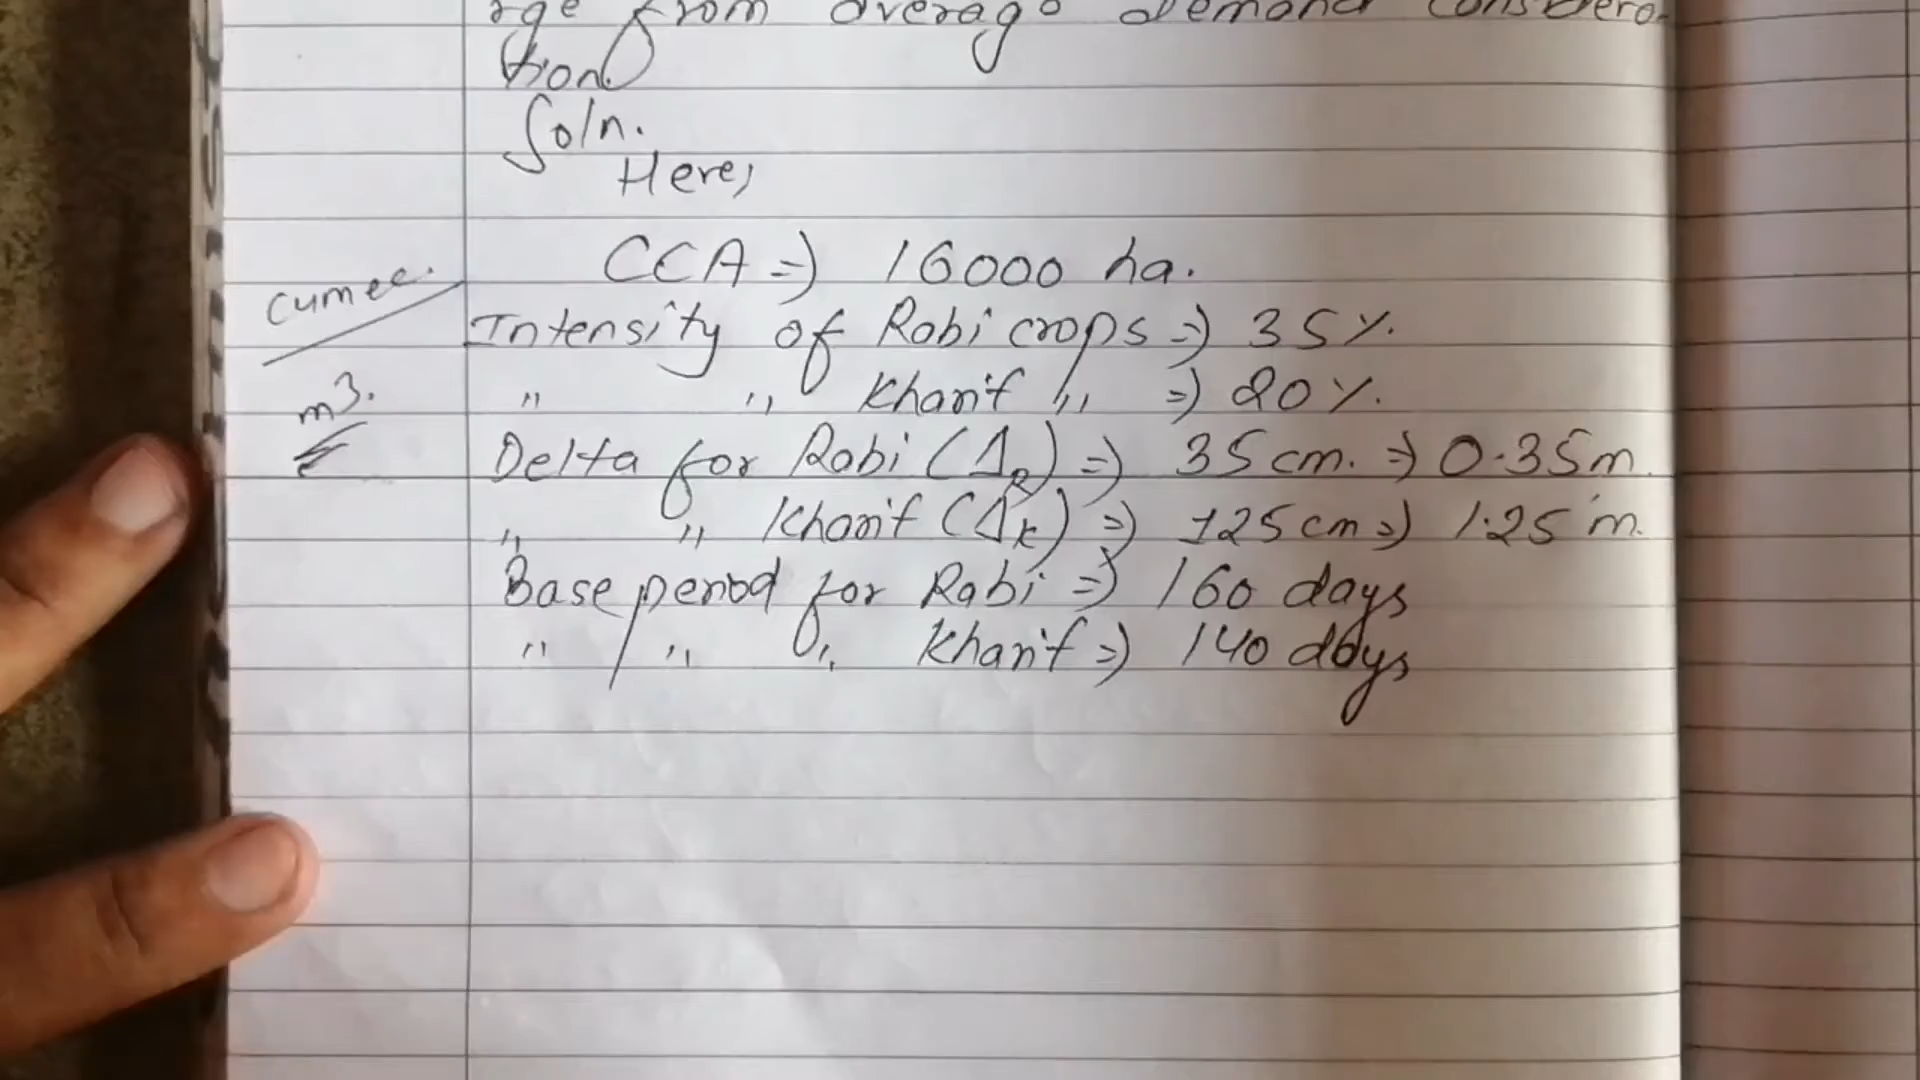 rge from average demand considera-
tion
Soln.
Here,
CCA => 16000 ha.
cumec.
Intensity of Rabi crops => 35%.
" " Kharif " => 20%.
m3.
Delta for Rabi (ΔR) => 35 cm. => 0.35m.
" " Kharif (Δk) => 125 cm => 1.25 m.
Base period for Rabi => 160 days
" " " Kharif => 140 days